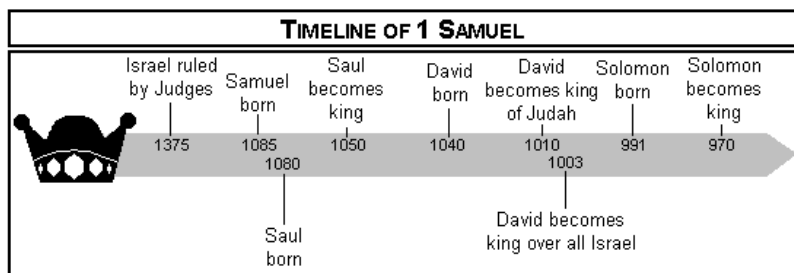 TIMELINE OF 1 SAMUEL
Israel ruled
by Judges
Samuel
born
Saul
becomes
king
David
born
David
becomes king
of Judah
Solomon
born
Solomon
becomes
king
1375
1085
1050
1040
1010
991
970
1080
1003
Saul
born
David becomes
king over all Israel